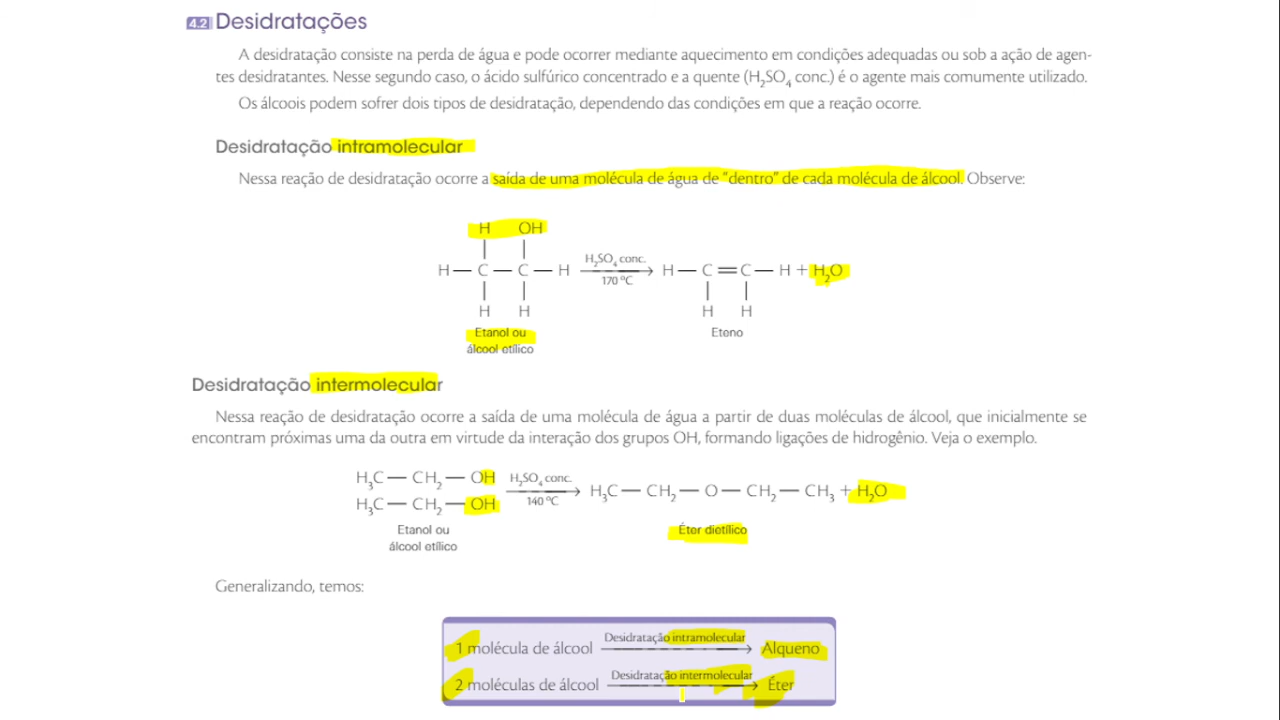 4.2 Desidratações
A desidratação consiste na perda de água e pode ocorrer mediante aquecimento em condições adequadas ou sob a ação de agen-
tes desidratantes. Nesse segundo caso, o ácido sulfúrico concentrado e a quente (H₂SO₄ conc.) é o agente mais comumente utilizado.
Os álcoois podem sofrer dois tipos de desidratação, dependendo das condições em que a reação ocorre.
Desidratação intramolecular
Nessa reação de desidratação ocorre a saída de uma molécula de água de “dentro” de cada molécula de álcool. Observe:
H OH
H — C — C — H H₂SO₄ conc. → 170 ºC H — C = C — H + H₂O
H H H H
Etanol ou Eteno
álcool etílico
Desidratação intermolecular
Nessa reação de desidratação ocorre a saída de uma molécula de água a partir de duas moléculas de álcool, que inicialmente se
encontram próximas uma da outra em virtude da interação dos grupos OH, formando ligações de hidrogênio. Veja o exemplo.
H₃C — CH₂ — OH H₂SO₄ conc.
→ 140 ºC H₃C — CH₂ — O — CH₂ — CH₃ + H₂O
H₃C — CH₂ — OH
Etanol ou Éter dietílico
álcool etílico
Generalizando, temos:
Desidratação intramolecular
1 molécula de álcool → Alqueno
Desidratação intermolecular
2 moléculas de álcool → Éter